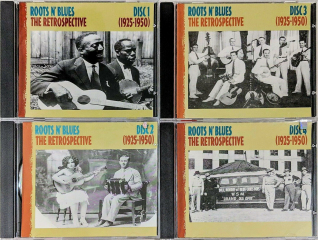 ROOTS N' BLUES DISC 1
THE RETROSPECTIVE (1925-1950)
ROOTS N' BLUES DISC 3
THE RETROSPECTIVE (1925-1950)
ROOTS N' BLUES DISC 2
THE RETROSPECTIVE (1925-1950)
ROOTS N' BLUES DISC 4
THE RETROSPECTIVE (1925-1950)
W S M